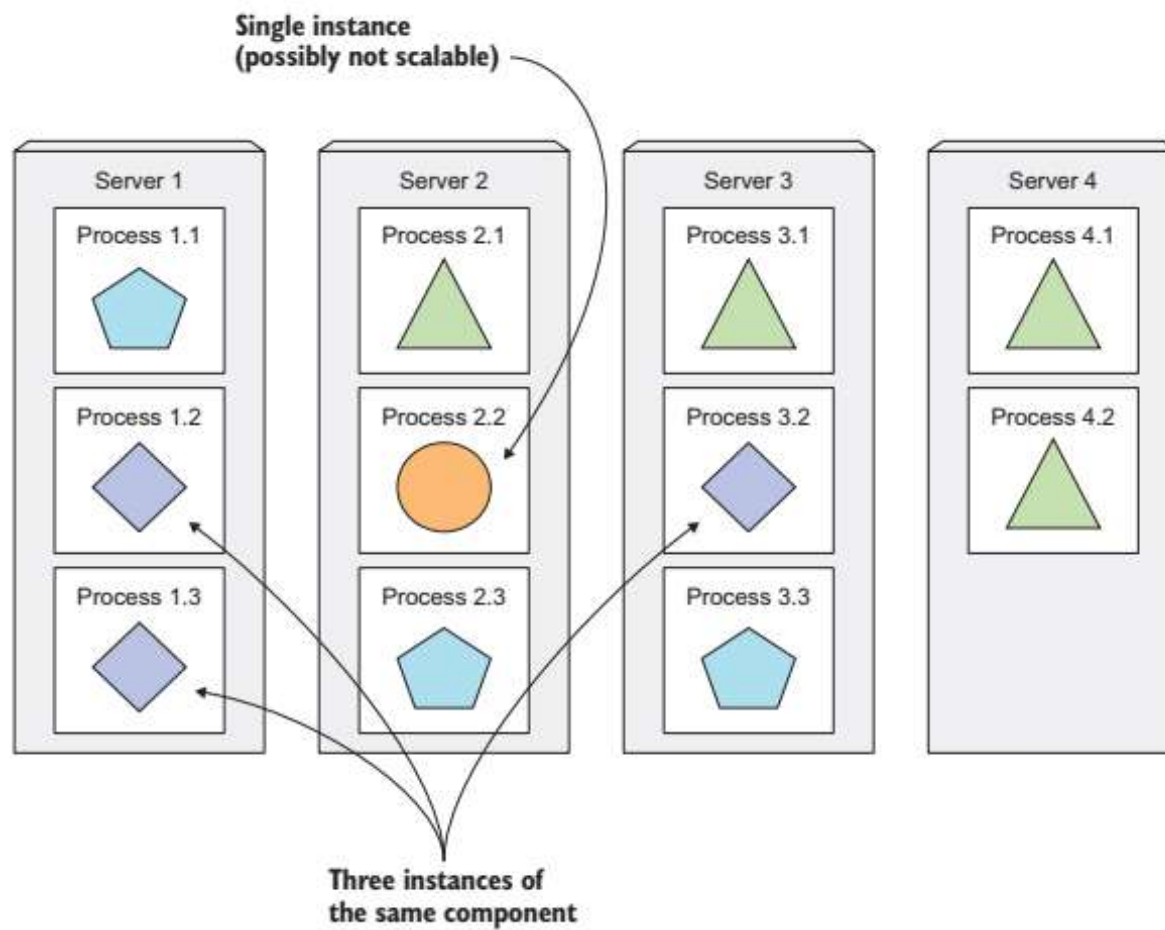 Single instance
(possibly not scalable)
Server 1
Process 1.1
Process 1.2
Process 1.3
Server 2
Process 2.1
Process 2.2
Process 2.3
Server 3
Process 3.1
Process 3.2
Process 3.3
Server 4
Process 4.1
Process 4.2
Three instances of
the same component